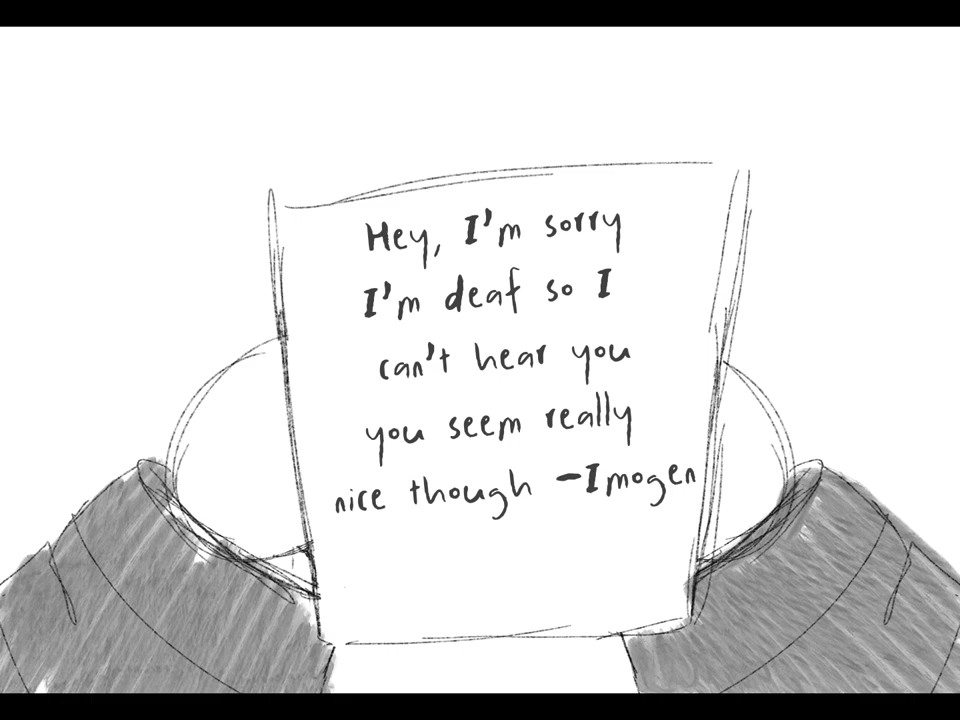 Hey, I'm sorry
I'm deaf so I
can't hear you
you seem really
nice though -Imogen